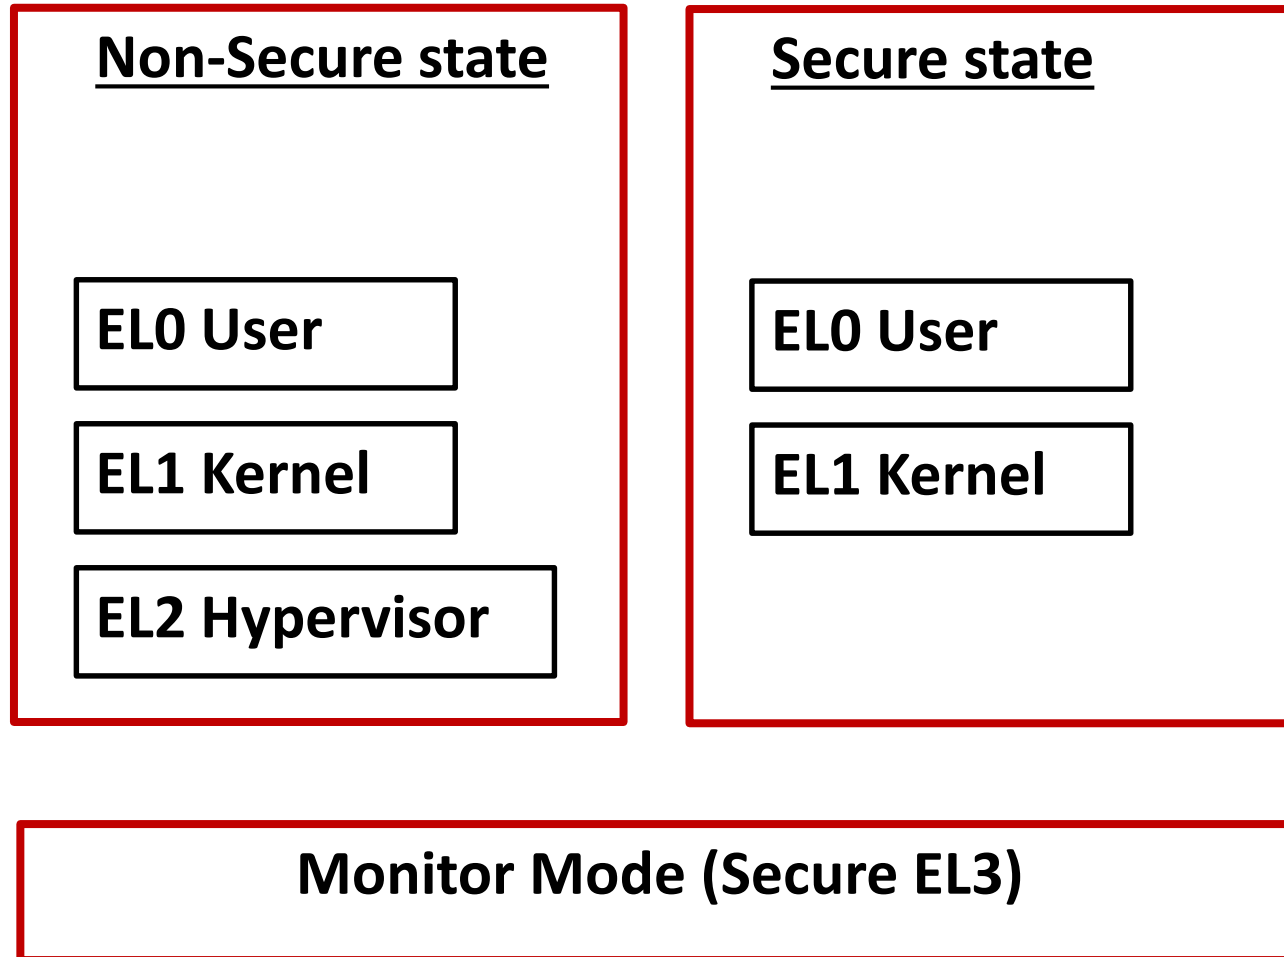 Non-Secure state
EL0 User
EL1 Kernel
EL2 Hypervisor
Secure state
EL0 User
EL1 Kernel
Monitor Mode (Secure EL3)